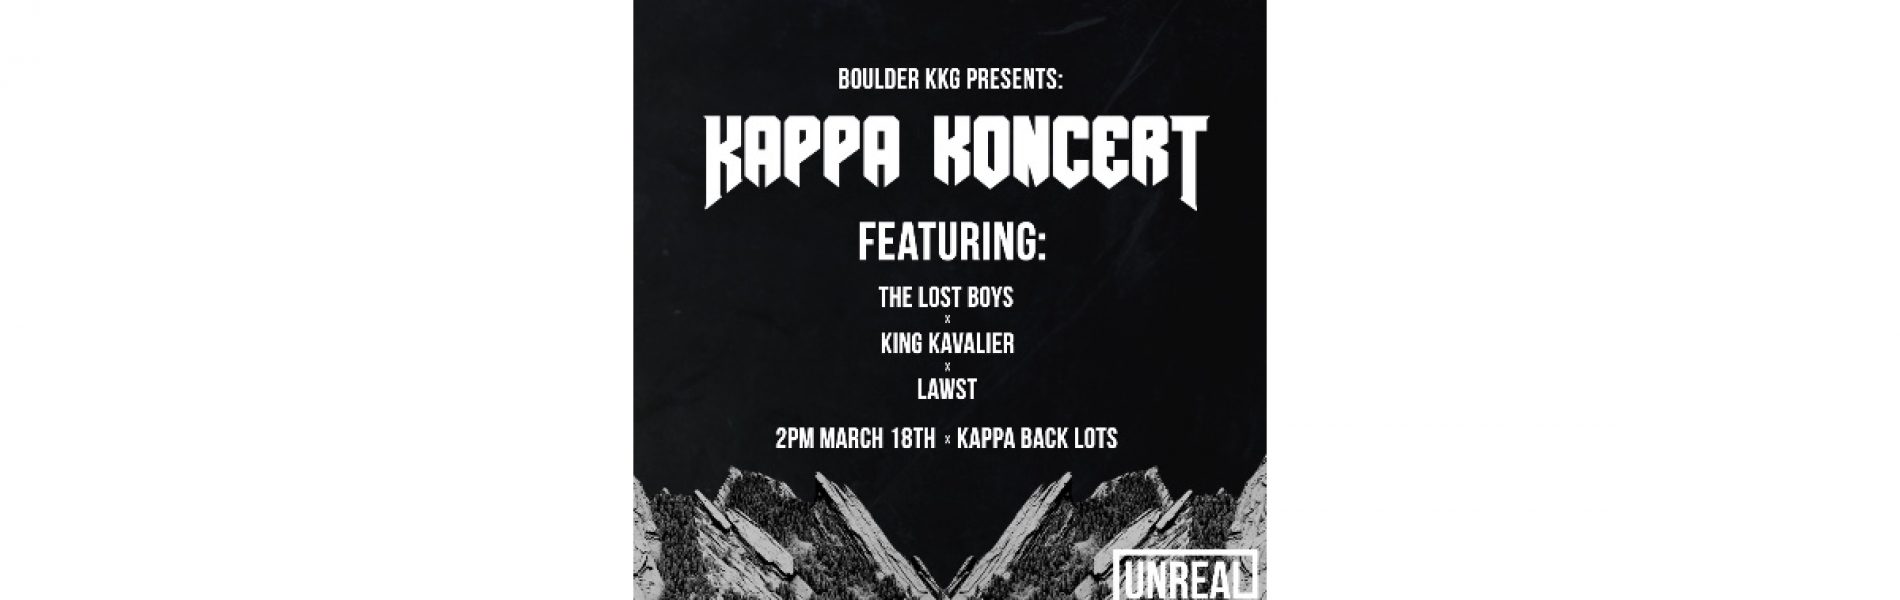 BOULDER KKG PRESENTS:
KAPPA KONCERT
FEATURING:
THE LOST BOYS
x
KING KAVALIER
x
LAWST
2PM MARCH 18TH x KAPPA BACK LOTS
UNREAL